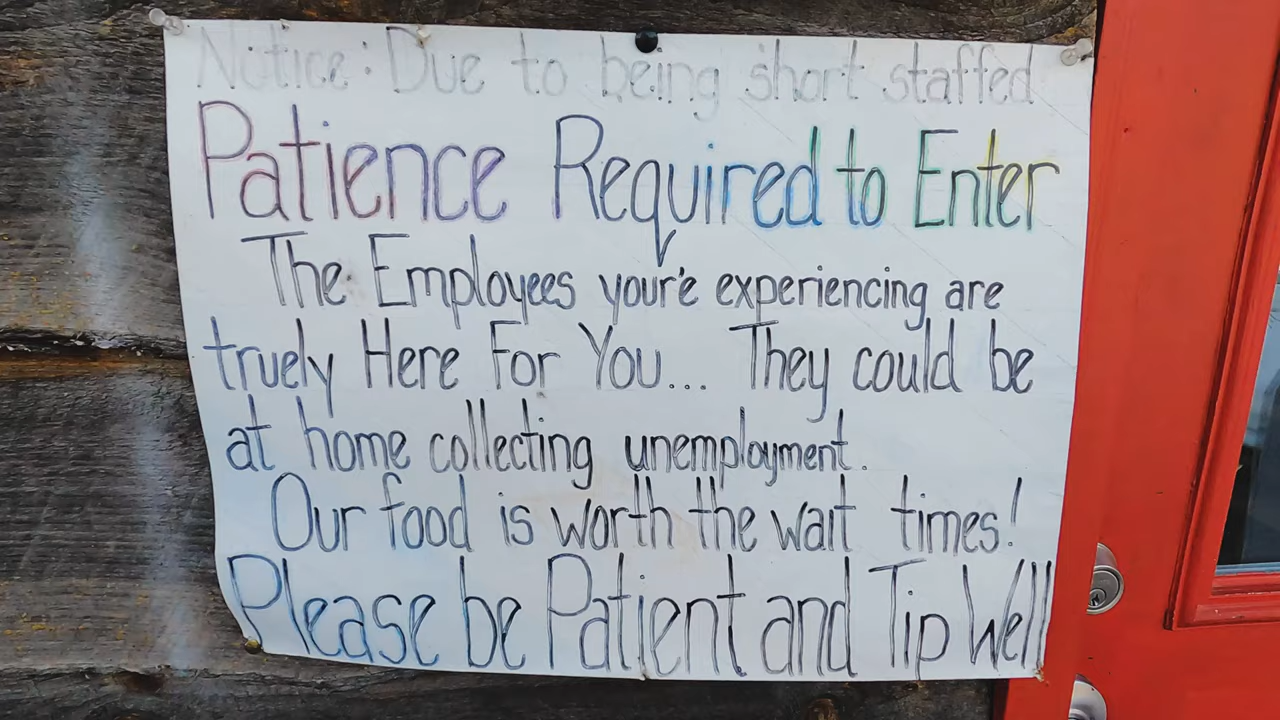 Notice: Due to being short staffed
Patience Required to Enter
The Employees your'e experiencing are
truely Here For You... They could be
at home collecting unemployment.
Our food is worth the wait times!
Please be Patient and Tip Well